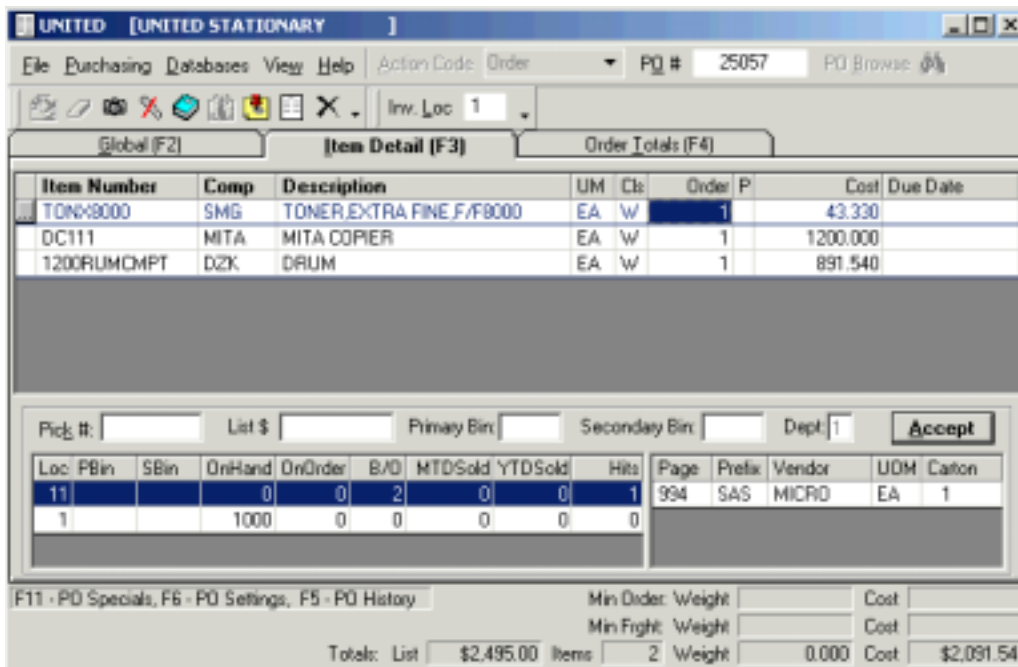 UNITED [UNITED STATIONARY ]
File Purchasing Databases View Help Action Code Order PO # 25057 PO Browse
Inv. Loc 1
Global (F2) Item Detail (F3) Order Totals (F4)
Item Number Comp Description UM Cls Order P Cost Due Date
TONX8000 SMG TONER,EXTRA FINE,F/F8000 EA W 1 43.330
DC111 MITA MITA COPIER EA W 1 1200.000
1200RUMCMPT DZK DRUM EA W 1 891.540
Pick #: List $ Primary Bin: Secondary Bin: Dept: 1 Accept
Loc PBin SBin OnHand OnOrder B/O MTDSold YTDSold Hits Page Prefix Vendor UOM Carton
11 0 0 2 0 0 1 994 SAS MICRO EA 1
1 1000 0 0 0 0 0
F11 - PO Specials, F6 - PO Settings, F5 - PO History Min Order: Weight Cost
Min Frght: Weight Cost
Totals: List $2,495.00 Items 2 Weight 0.000 Cost $2,091.54